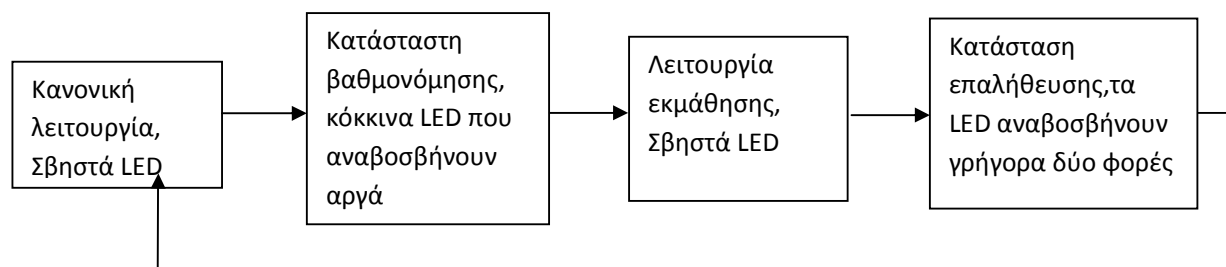 Κανονική
λειτουργία,
Σβηστά LED
Κατάσταστη
βαθμονόμησης,
κόκκινα LED που
αναβοσβήνουν
αργά
Λειτουργία
εκμάθησης,
Σβηστά LED
Κατάσταση
επαλήθευσης,τα
LED αναβοσβήνουν
γρήγορα δύο φορές